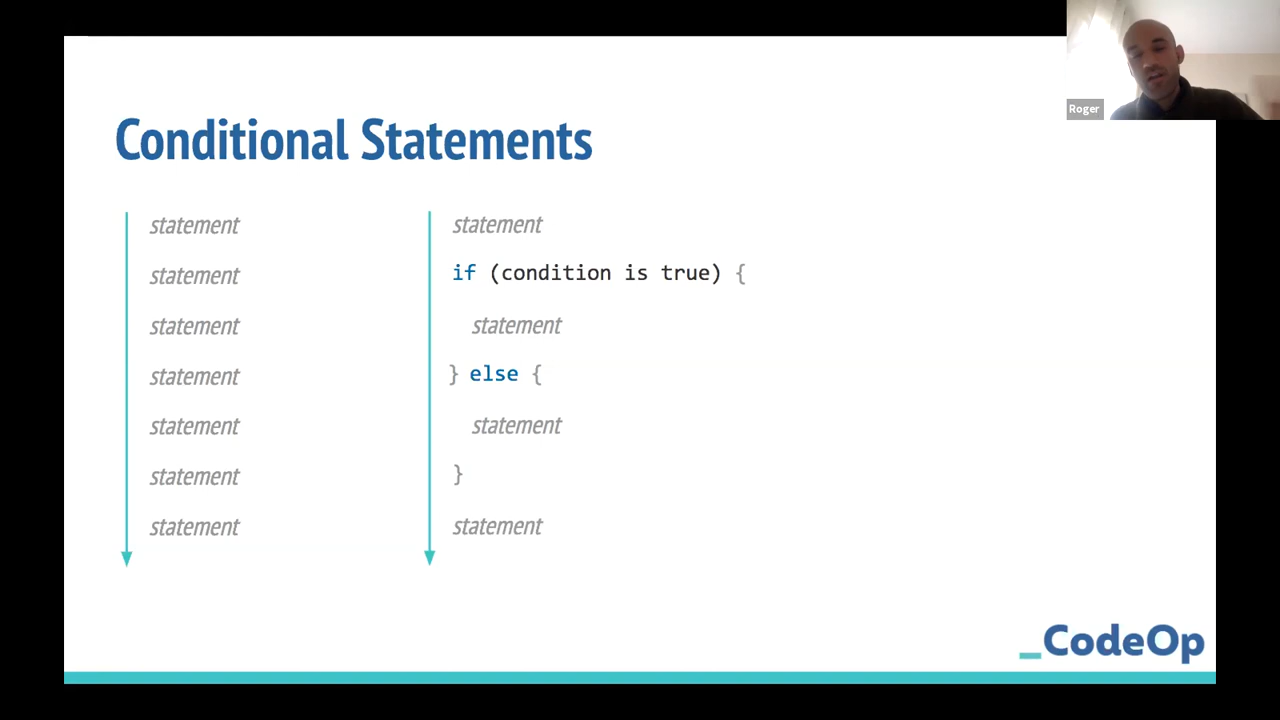 Roger
Conditional Statements
statement
statement
statement
statement
statement
statement
statement
statement
if (condition is true) {
statement
} else {
statement
}
statement
_CodeOp